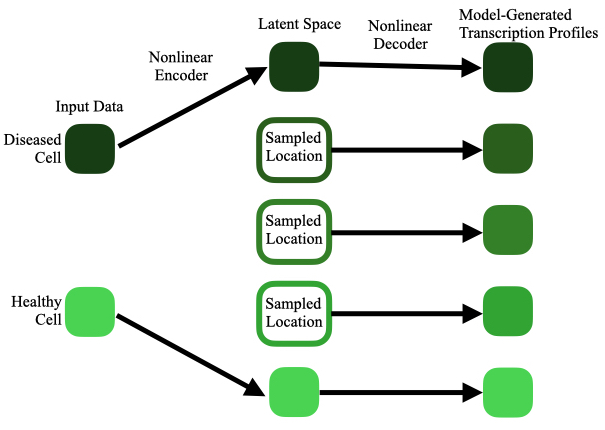 Latent Space
Nonlinear
Decoder
Model-Generated
Transcription Profiles
Nonlinear
Encoder
Input Data
Diseased
Cell
Sampled
Location
Sampled
Location
Healthy
Cell
Sampled
Location